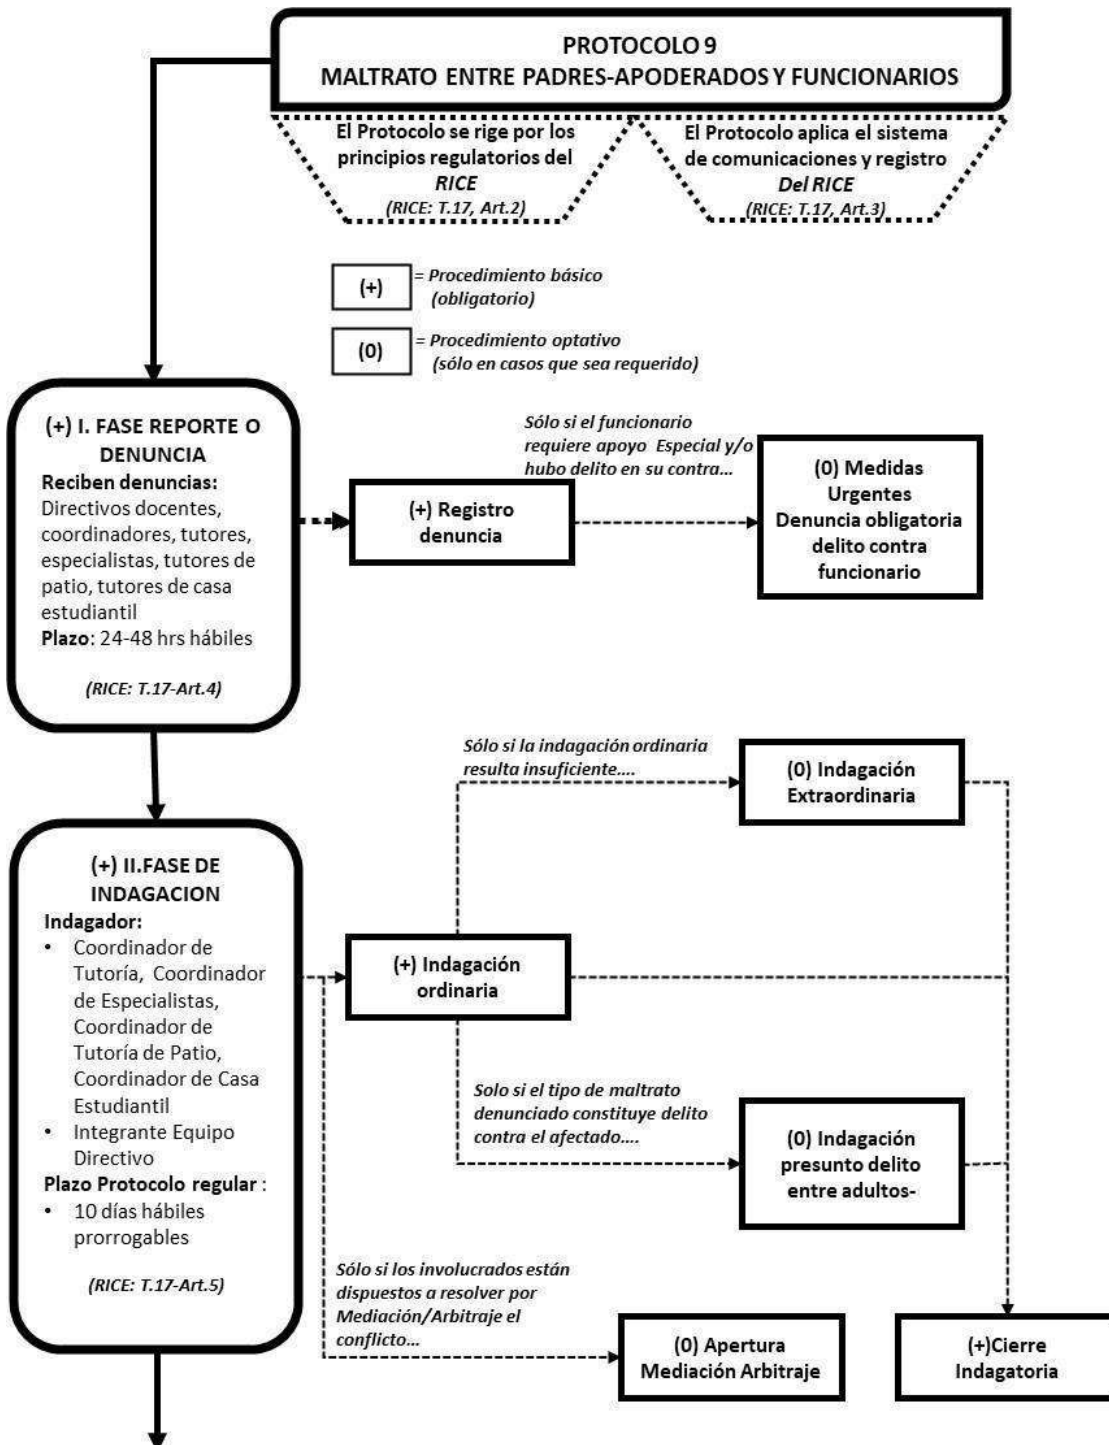 PROTOCOLO 9
MALTRATO ENTRE PADRES-APODERADOS Y FUNCIONARIOS
El Protocolo se rige por los
principios regulatorios del
RICE
(RICE: T.17, Art.2)
El Protocolo aplica el sistema
de comunicaciones y registro
Del RICE
(RICE: T.17, Art.3)
(+)
= Procedimiento básico
(obligatorio)
(0)
= Procedimiento optativo
(sólo en casos que sea requerido)
(+) I. FASE REPORTE O
DENUNCIA
Reciben denuncias:
Directivos docentes,
coordinadores, tutores,
especialistas, tutores de
patio, tutores de casa
estudiantil
Plazo: 24-48 hrs hábiles
(RICE: T.17-Art.4)
(+) Registro
denuncia
Sólo si el funcionario
requiere apoyo Especial y/o
hubo delito en su contra...
(0) Medidas
Urgentes
Denuncia obligatoria
delito contra
funcionario
(+) II.FASE DE
INDAGACION
Indagador:
• Coordinador de
Tutoría, Coordinador
de Especialistas,
Coordinador de
Tutoría de Patio,
Coordinador de Casa
Estudiantil
• Integrante Equipo
Directivo
Plazo Protocolo regular :
• 10 días hábiles
prorrogables
(RICE: T.17-Art.5)
(+) Indagación
ordinaria
Sólo si la indagación ordinaria
resulta insuficiente....
(0) Indagación
Extraordinaria
Solo si el tipo de maltrato
denunciado constituye delito
contra el afectado....
(0) Indagación
presunto delito
entre adultos-
Sólo si los involucrados están
dispuestos a resolver por
Mediación/Arbitraje el
conflicto...
(0) Apertura
Mediación Arbitraje
(+)Cierre
Indagatoria